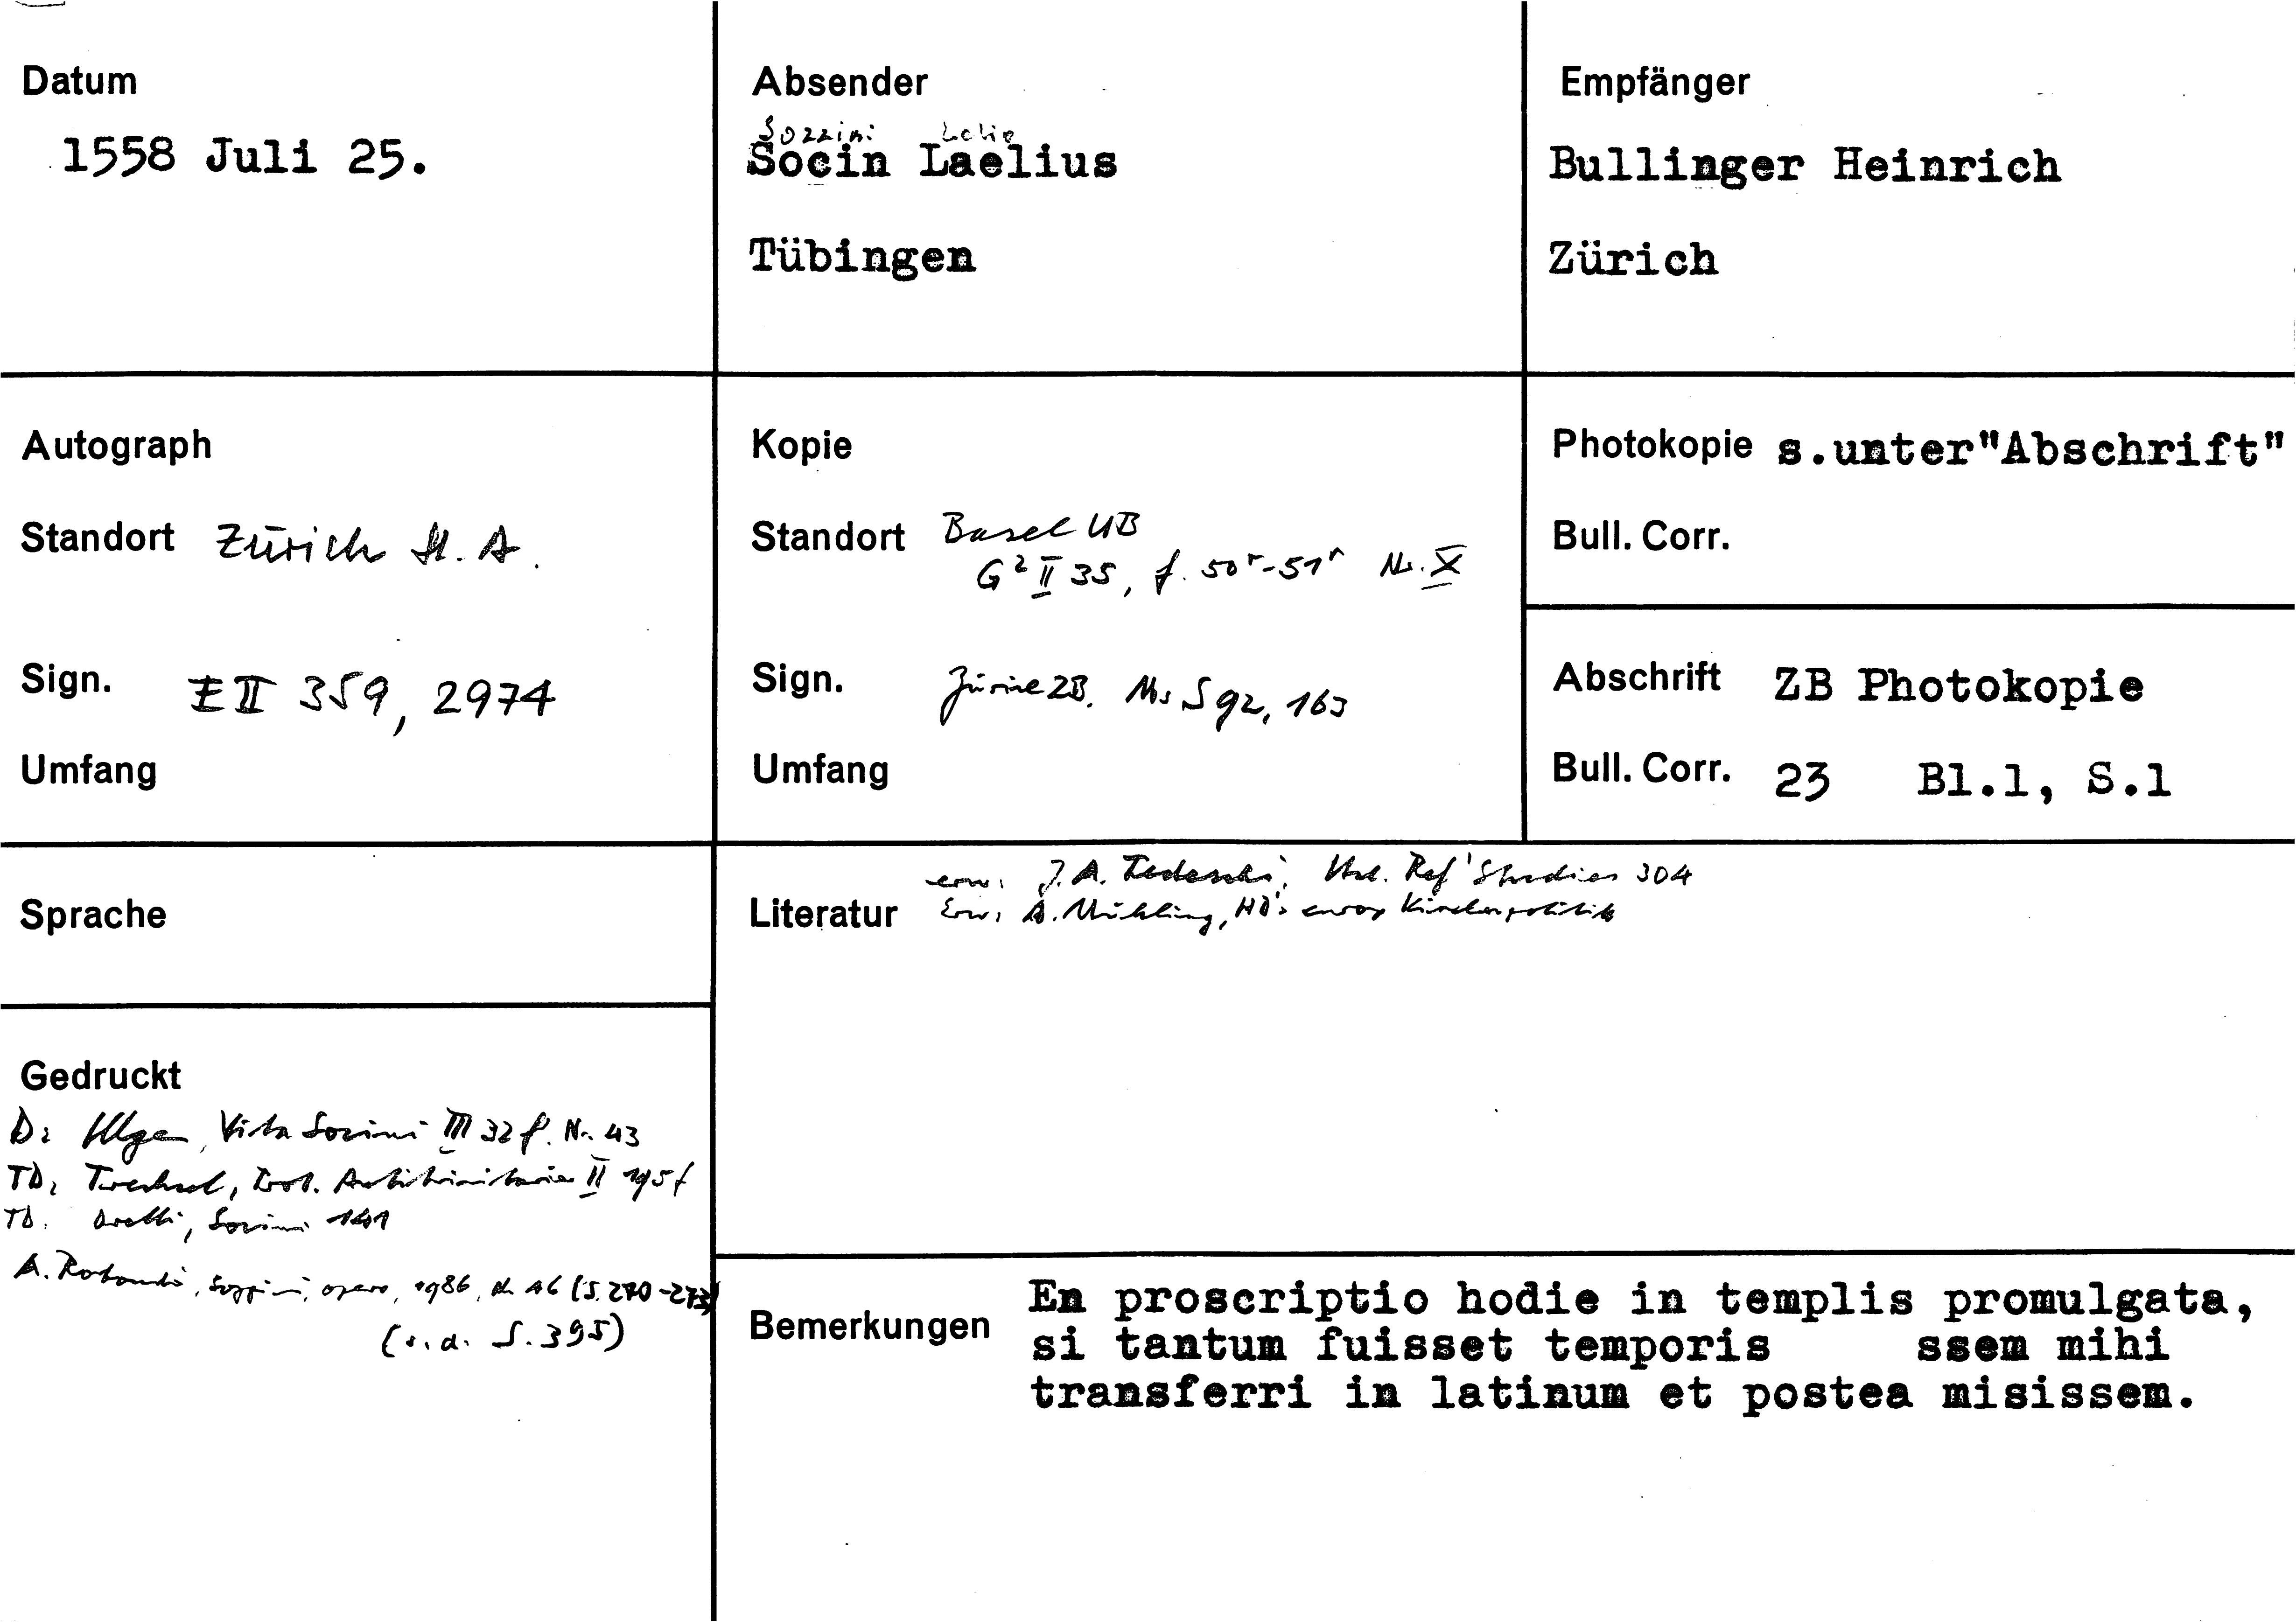 Datum
1558 Juli 25.
Absender
Sozzini Lelio
Socin Laelius
Tübingen
Empfänger
Bullinger Heinrich
Zürich
Autograph
Standort Zürich St. A.
Sign. E II 359, 2974
Umfang
Kopie
Standort Basel UB
G² II 35, f. 50r-51r Nr. X
Sign. Zürich ZB. Ms S 92, 163
Umfang
Photokopie s.unter"Abschrift"
Bull. Corr.
Abschrift ZB Photokopie
Bull. Corr. 23 Bl.1, S.1
Sprache
erw. J. A. Tedeschi, Ital. Ref' Studies 304
Literatur Erw. A. Mühling, HB's europ Kirchenpolitik
Gedruckt
D: Illgen, Vita Socini III 32 f. Nr. 43
TD: Trechsel, Prot. Antitrinitarier II 195 f
TD: Orelli, Sozini 141
A. Rotondò, Sozzini, opere, 1986, Nr. 46 (S. 270-273)
(s. a. S. 395)
Bemerkungen En proscriptio hodie in templis promulgata,
si tantum fuisset temporis ssem mihi
transferri in latinum et postea misissem.